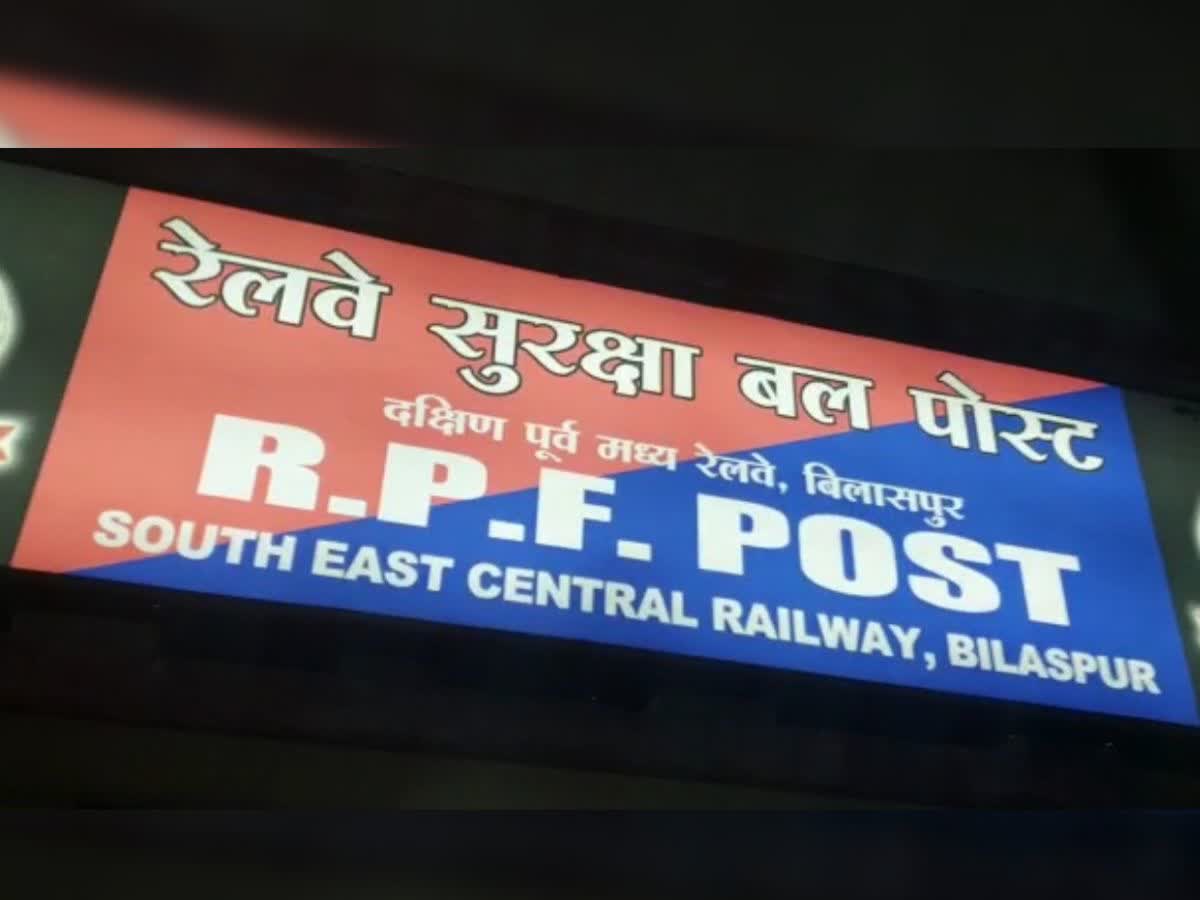 रेलवे सुरक्षा बल पोस्ट
दक्षिण पूर्व मध्य रेलवे, बिलासपुर
R.P.F. POST
SOUTH EAST CENTRAL RAILWAY, BILASPUR